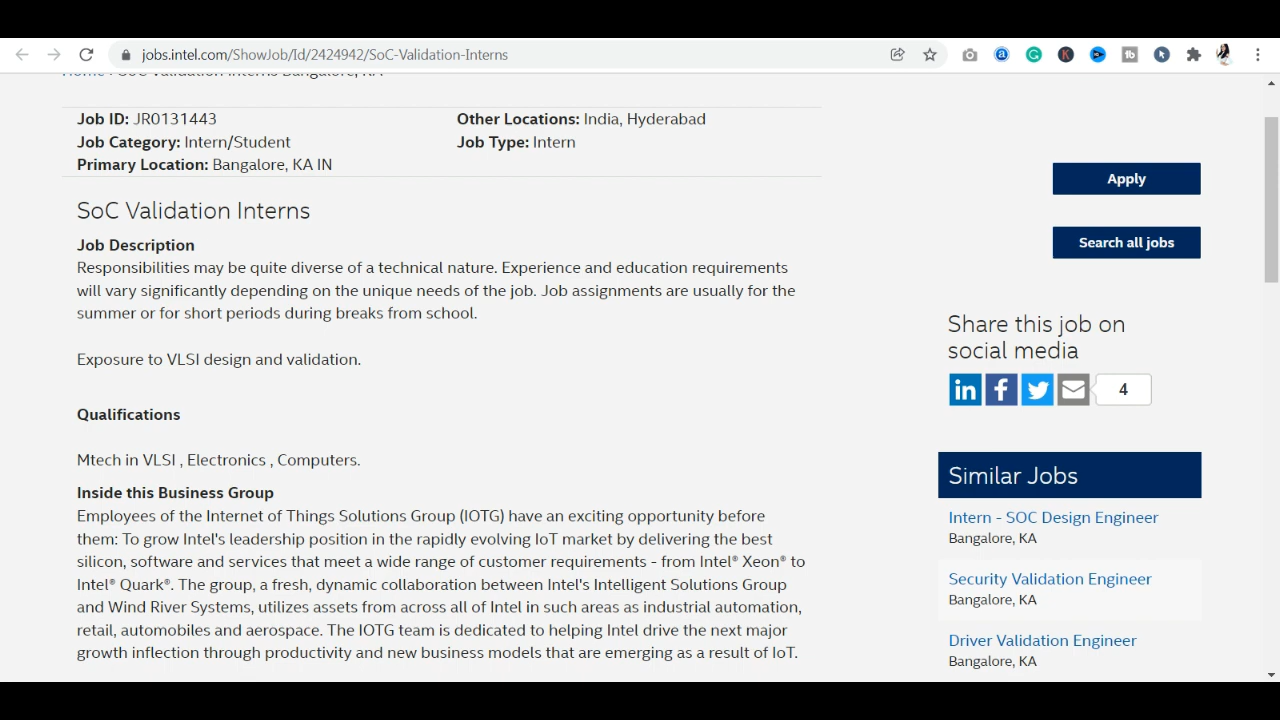 jobs.intel.com/ShowJob/Id/2424942/SoC-Validation-Interns
Home › SoC Validation Interns Bangalore, KA
Job ID: JR0131443
Other Locations: India, Hyderabad
Job Category: Intern/Student
Job Type: Intern
Primary Location: Bangalore, KA IN
Apply
SoC Validation Interns
Search all jobs
Job Description
Responsibilities may be quite diverse of a technical nature. Experience and education requirements
will vary significantly depending on the unique needs of the job. Job assignments are usually for the
summer or for short periods during breaks from school.
Exposure to VLSI design and validation.
Qualifications
Mtech in VLSI , Electronics , Computers.
Inside this Business Group
Employees of the Internet of Things Solutions Group (IOTG) have an exciting opportunity before
them: To grow Intel's leadership position in the rapidly evolving IoT market by delivering the best
silicon, software and services that meet a wide range of customer requirements - from Intel® Xeon® to
Intel® Quark®. The group, a fresh, dynamic collaboration between Intel's Intelligent Solutions Group
and Wind River Systems, utilizes assets from across all of Intel in such areas as industrial automation,
retail, automobiles and aerospace. The IOTG team is dedicated to helping Intel drive the next major
growth inflection through productivity and new business models that are emerging as a result of IoT.
Share this job on
social media
in f 4
Similar Jobs
Intern - SOC Design Engineer
Bangalore, KA
Security Validation Engineer
Bangalore, KA
Driver Validation Engineer
Bangalore, KA